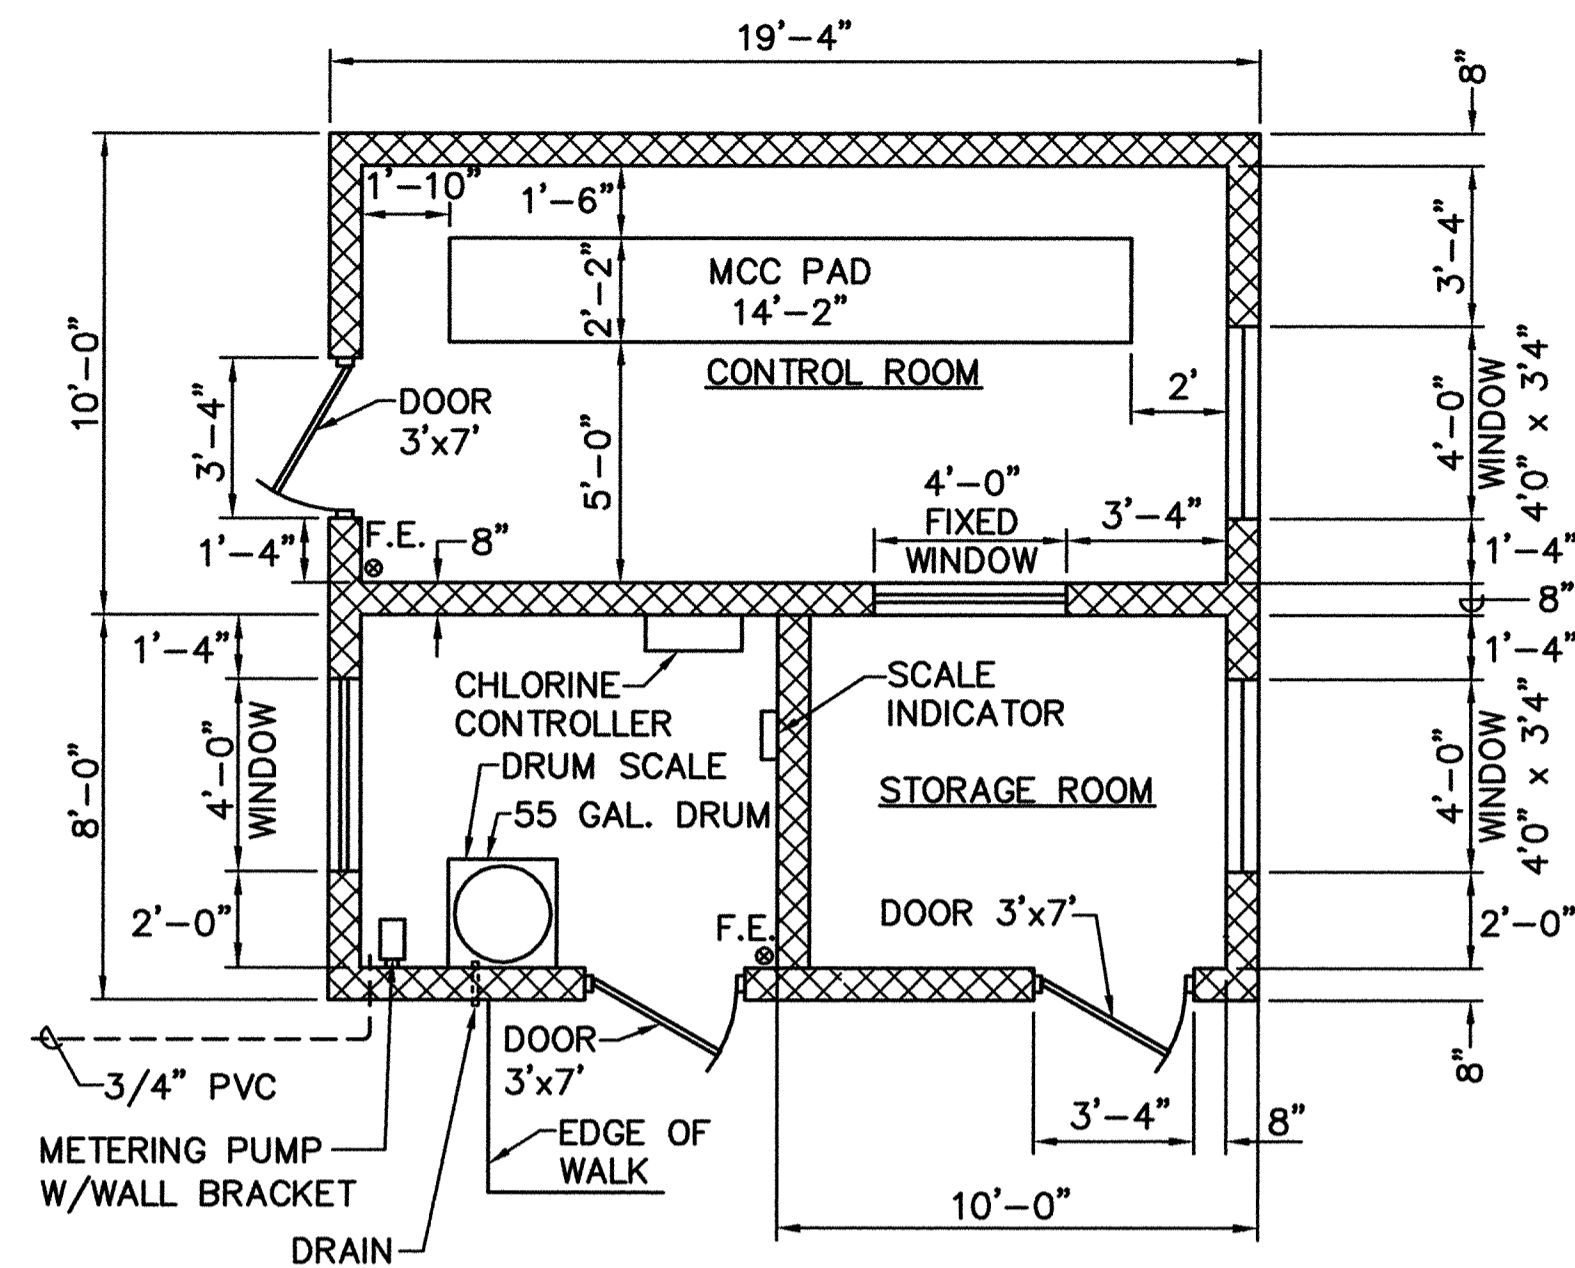 19'-4"
8"
1'-10"
1'-6"
3'-4"
2'-2"
MCC PAD
14'-2"
10'-0"
CONTROL ROOM
2'
4'-0"
WINDOW
4'0" x 3'4"
DOOR
3'x7'
3'-4"
5'-0"
4'-0"
FIXED
WINDOW
3'-4"
F.E.
8"
1'-4"
1'-4"
8"
1'-4"
1'-4"
CHLORINE
CONTROLLER
SCALE
INDICATOR
4'-0"
WINDOW
DRUM SCALE
STORAGE ROOM
4'-0"
WINDOW
4'0" x 3'4"
8'-0"
55 GAL. DRUM
2'-0"
F.E.
DOOR 3'x7'
2'-0"
DOOR
3'x7'
8"
3/4" PVC
3'-4"
8"
METERING PUMP
W/WALL BRACKET
EDGE OF
WALK
10'-0"
DRAIN